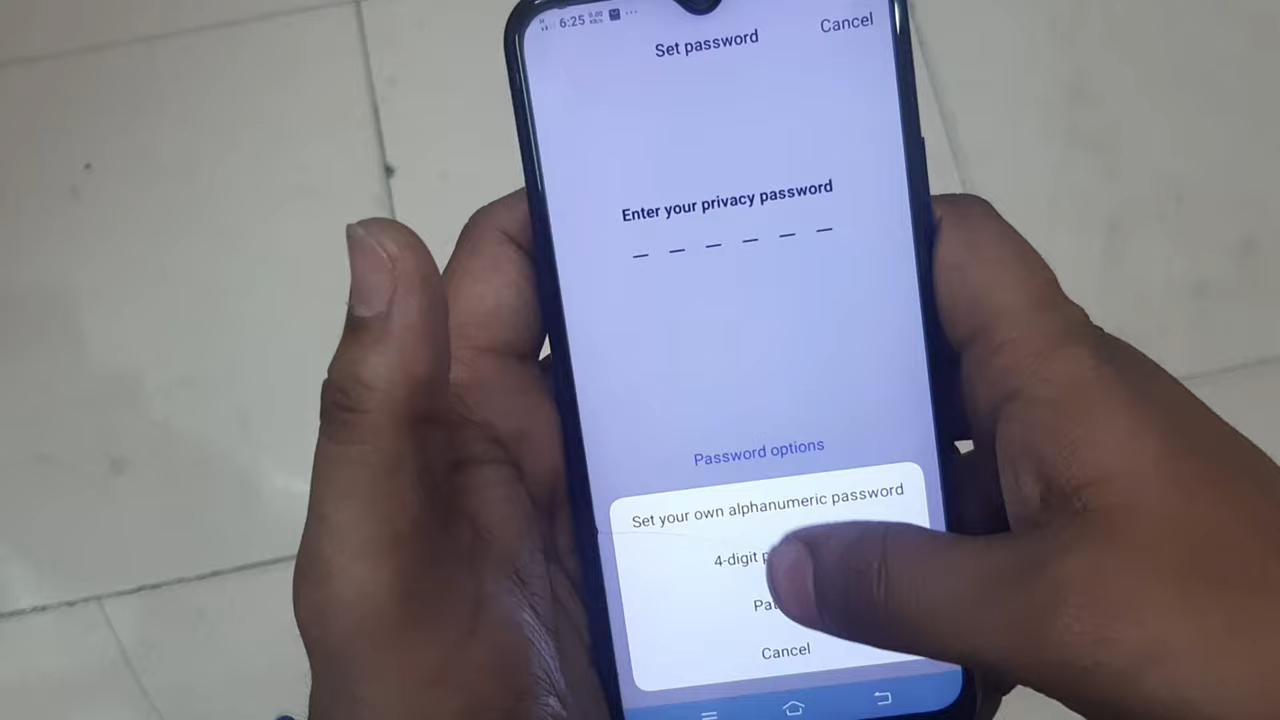 6:25
Set password
Cancel
Enter your privacy password
Password options
Set your own alphanumeric password
4-digit
Cancel